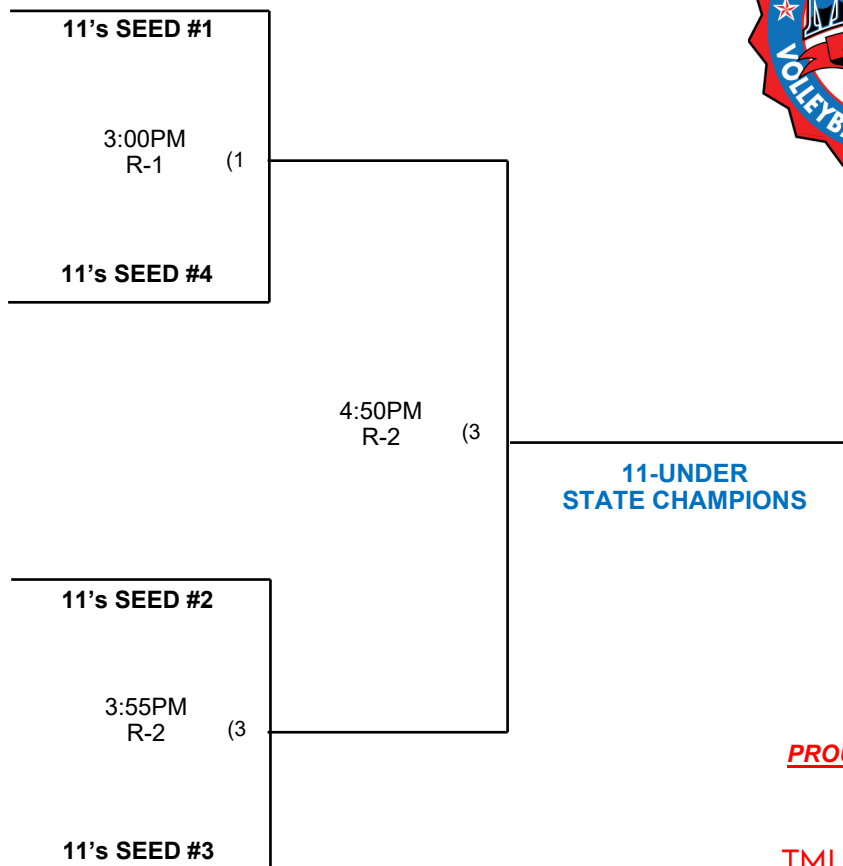 11's SEED #1
3:00PM
R-1 (1
11's SEED #4
4:50PM
R-2 (3
11-UNDER
STATE CHAMPIONS
11's SEED #2
3:55PM
R-2 (3
11's SEED #3
TML